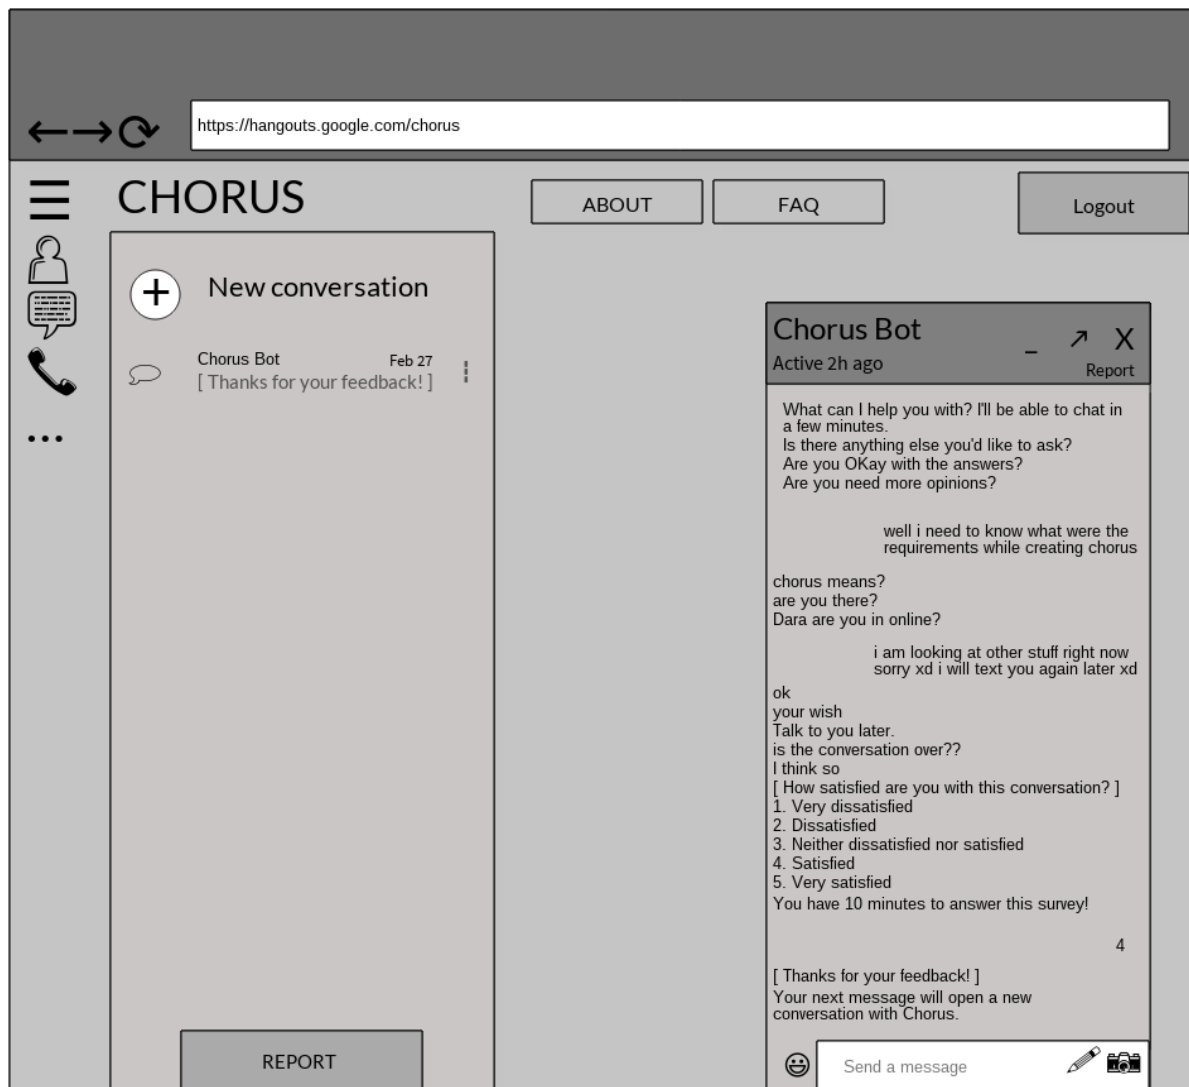 https://hangouts.google.com/chorus
CHORUS
ABOUT
FAQ
Logout
New conversation
Chorus Bot
Feb 27
[ Thanks for your feedback! ]
REPORT
Chorus Bot
Active 2h ago
_
X
Report
What can I help you with? I'll be able to chat in
a few minutes.
Is there anything else you'd like to ask?
Are you OKay with the answers?
Are you need more opinions?
well i need to know what were the
requirements while creating chorus
chorus means?
are you there?
Dara are you in online?
i am looking at other stuff right now
sorry xd i will text you again later xd
ok
your wish
Talk to you later.
is the conversation over??
I think so
[ How satisfied are you with this conversation? ]
1. Very dissatisfied
2. Dissatisfied
3. Neither dissatisfied nor satisfied
4. Satisfied
5. Very satisfied
You have 10 minutes to answer this survey!
4
[ Thanks for your feedback! ]
Your next message will open a new
conversation with Chorus.
Send a message